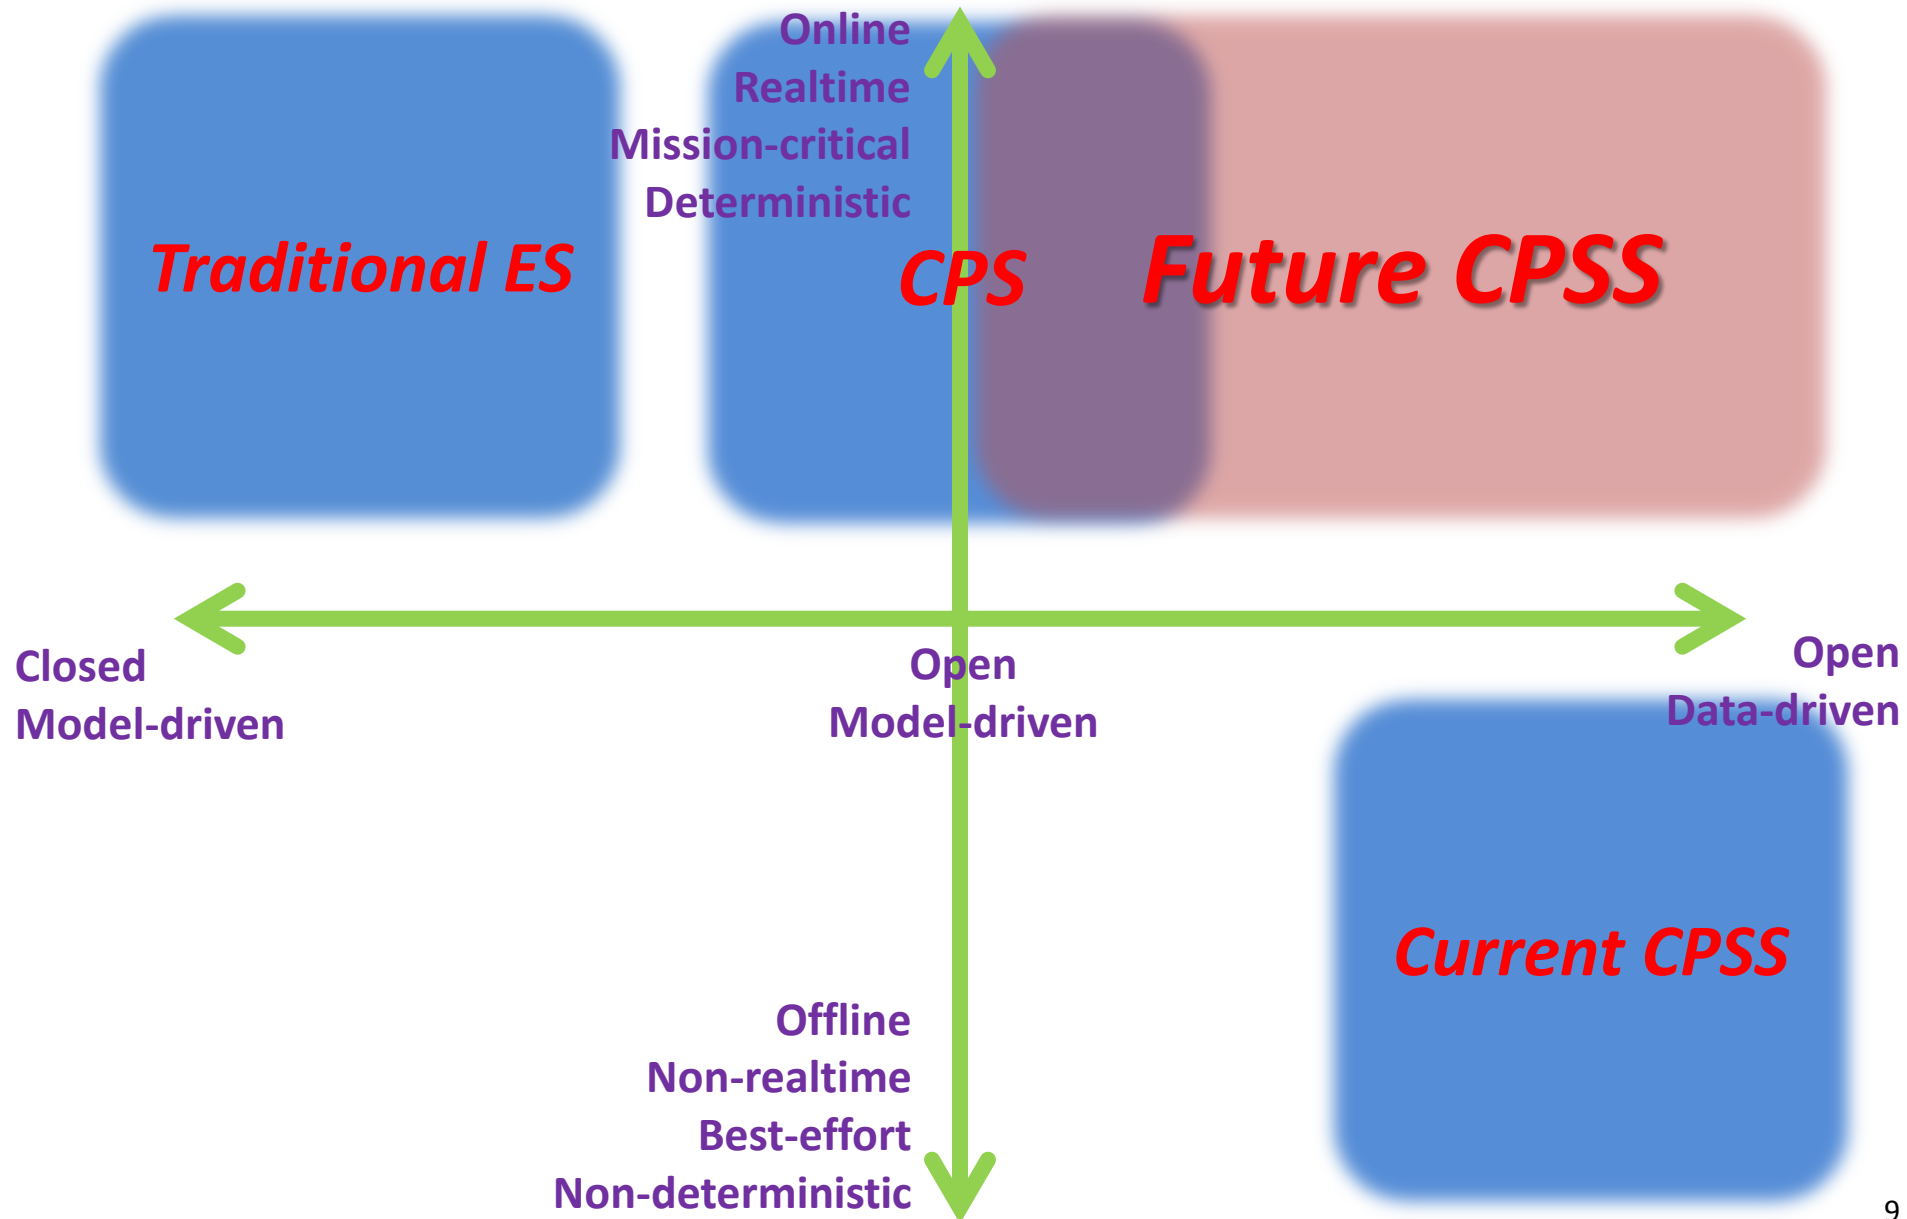 Online
Realtime
Mission-critical
Deterministic
Traditional ES
CPS
Future CPSS
Closed
Model-driven
Open
Model-driven
Open
Data-driven
Current CPSS
Offline
Non-realtime
Best-effort
Non-deterministic
9